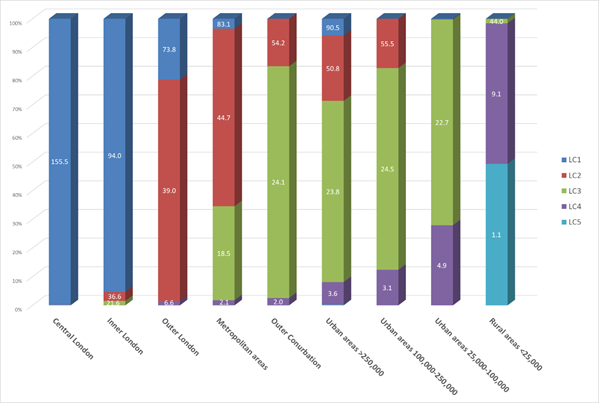 100%
90%
80%
70%
60%
50%
40%
30%
20%
10%
0%
155.5
94.0
36.6
21.6
73.8
39.0
6.6
83.1
44.7
18.5
2.1
54.2
24.1
2.0
90.5
50.8
23.8
3.6
55.5
24.5
3.1
22.7
4.9
44.0
9.1
1.1
LC1
LC2
LC3
LC4
LC5
Central London
Inner London
Outer London
Metropolitan areas
Outer Conurbation
Urban areas >250,000
Urban areas 100,000-250,000
Urban areas 25,000-100,000
Rural areas <25,000